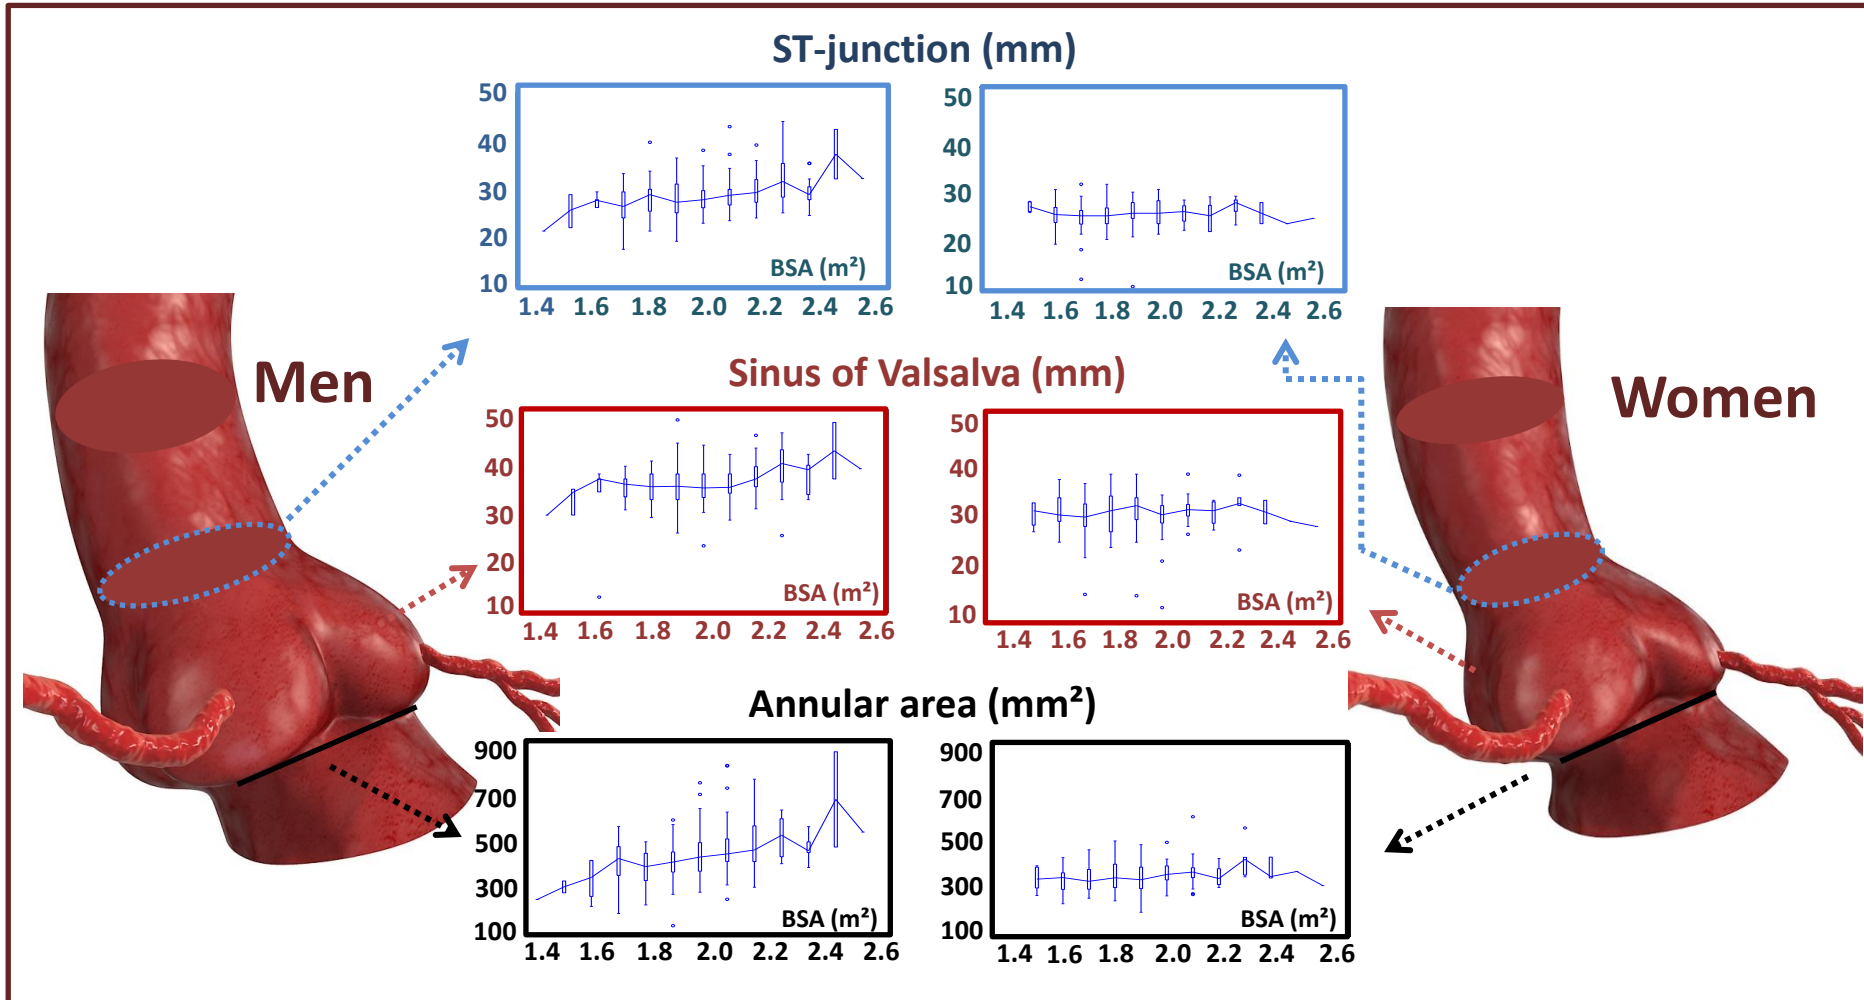 ST-junction (mm)
50
40
30
20
10
BSA (m²)
1.4 1.6 1.8 2.0 2.2 2.4 2.6
50
40
30
20
10
BSA (m²)
1.4 1.6 1.8 2.0 2.2 2.4 2.6
Men
Women
Sinus of Valsalva (mm)
50
40
30
20
10
BSA (m²)
1.4 1.6 1.8 2.0 2.2 2.4 2.6
50
40
30
20
10
BSA (m²)
1.4 1.6 1.8 2.0 2.2 2.4 2.6
Annular area (mm²)
900
700
500
300
100
BSA (m²)
1.4 1.6 1.8 2.0 2.2 2.4 2.6
900
700
500
300
100
BSA (m²)
1.4 1.6 1.8 2.0 2.2 2.4 2.6